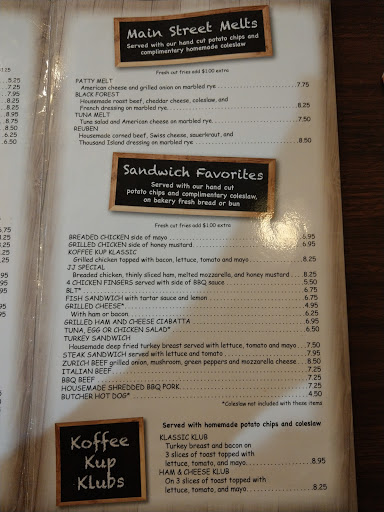 Main Street Melts
Served with our hand cut potato chips and
complimentary homemade coleslaw
Fresh cut fries add $1.00 extra
PATTY MELT
American cheese and grilled onion on marbled rye 7.75
BLACK FOREST
Housemade roast beef, cheddar cheese, coleslaw, and
French dressing on marbled rye 8.25
TUNA MELT
Tuna salad and American cheese on marbled rye 7.50
REUBEN
Housemade corned beef, Swiss cheese, sauerkraut, and
Thousand Island dressing on marbled rye 8.50
Sandwich Favorites
Served with our hand cut
potato chips and complimentary coleslaw,
on bakery fresh bread or bun
Fresh cut fries add $1.00 extra
BREADED CHICKEN side of mayo 6.95
GRILLED CHICKEN side of honey mustard 6.95
KOFFEE KUP KLASSIC
Grilled chicken topped with bacon, lettuce, tomato and mayo 8.25
JJ SPECIAL
Breaded chicken, thinly sliced ham, melted mozzarella, and honey mustard 8.25
4 CHICKEN FINGERS served with side of BBQ sauce 5.50
BLT* 6.75
FISH SANDWICH with tartar sauce and lemon 6.75
GRILLED CHEESE* 4.95
With ham or bacon 6.25
GRILLED HAM AND CHEESE CIABATTA 6.95
TUNA, EGG OR CHICKEN SALAD* 6.50
TURKEY SANDWICH
Housemade deep fried turkey breast served with lettuce, tomato and mayo 7.50
STEAK SANDWICH served with lettuce and tomato 7.95
ZURICH BEEF grilled onion, mushroom, green peppers and mozzarella cheese 8.50
ITALIAN BEEF 7.25
BBQ BEEF 7.25
HOUSEMADE SHREDDED BBQ PORK 7.25
BUTCHER HOT DOG* 4.50
*Coleslaw not included with these items
Koffee
Kup
Klubs
Served with homemade potato chips and coleslaw
KLASSIC KLUB
Turkey breast and bacon on
3 slices of toast topped with
lettuce, tomato, and mayo 8.95
HAM & CHEESE KLUB
On 3 slices of toast topped with
lettuce, tomato, and mayo 8.25